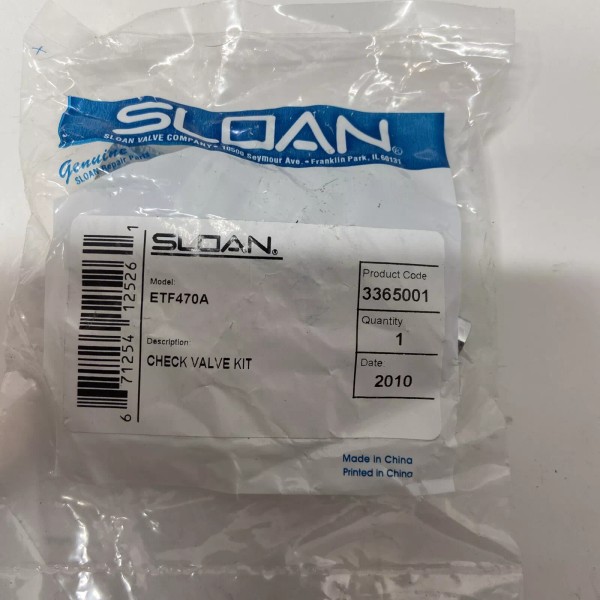 SLOAN®
SLOAN VALVE COMPANY • 10500 Seymour Ave. • Franklin Park, IL 60131
Genuine
SLOAN Repair Parts
SLOAN®
Model:
ETF470A
Description:
CHECK VALVE KIT
Product Code
3365001
Quantity
1
Date
2010
6 71254 12526 1
Made in China
Printed in China